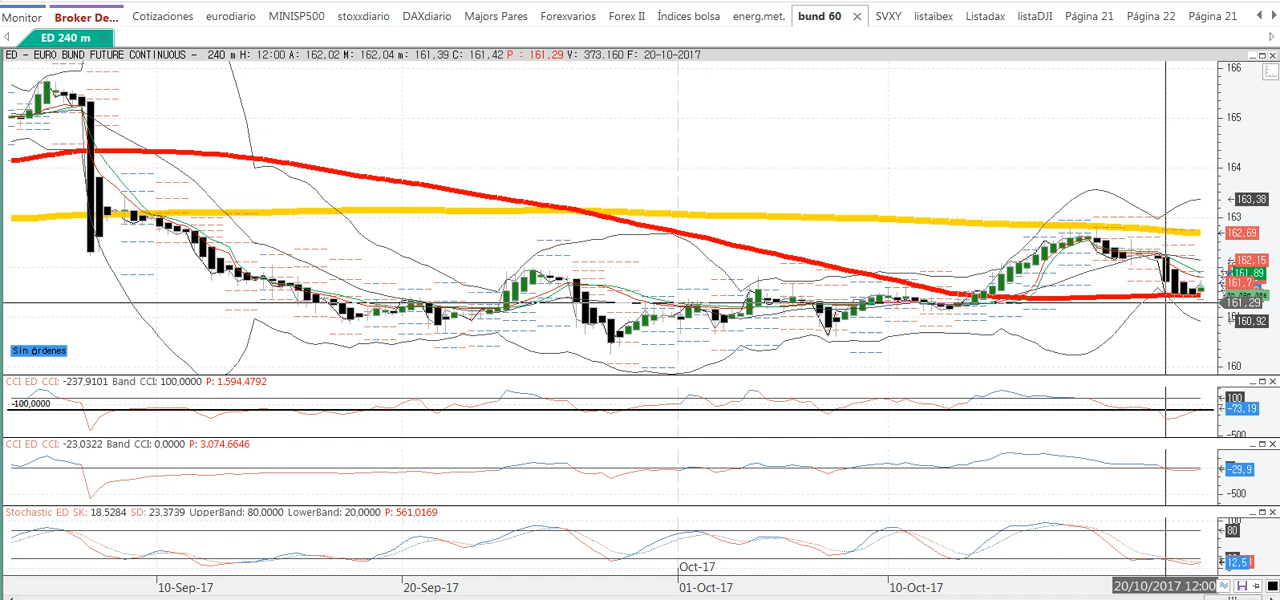 Monitor Broker De... Cotizaciones eurodiario MINISP500 stoxxdiario DAXdiario Majors Pares Forexvarios Forex II Índices bolsa energ.met. bund 60 SVXY listaibex Listadax listaDJI Página 21 Página 22 Página 21
ED 240 m
ED - EURO BUND FUTURE CONTINUOUS - 240 m H: 12:00 A: 162,02 M: 162,04 m: 161,39 C: 161,42 P : 161,29 V: 373.160 F: 20-10-2017
166
165
164
163,38
163
162,69
162,15
161,89
161,29
160,92
160
Sin órdenes
CCI ED CCI: -237,9101 Band CCI: 100,0000 P: 1.594,4792
-100,0000
100
-73,19
-500
CCI ED CCI: -23,0322 Band CCI: 0,0000 P: 3.074,6646
-29,9
-500
Stochastic ED SK: 18,5284 SD: 23,3739 UpperBand: 80,0000 LowerBand: 20,0000 P: 561,0169
100
80
12,53
Oct-17
10-Sep-17 20-Sep-17 01-Oct-17 10-Oct-17 20/10/2017 12:00